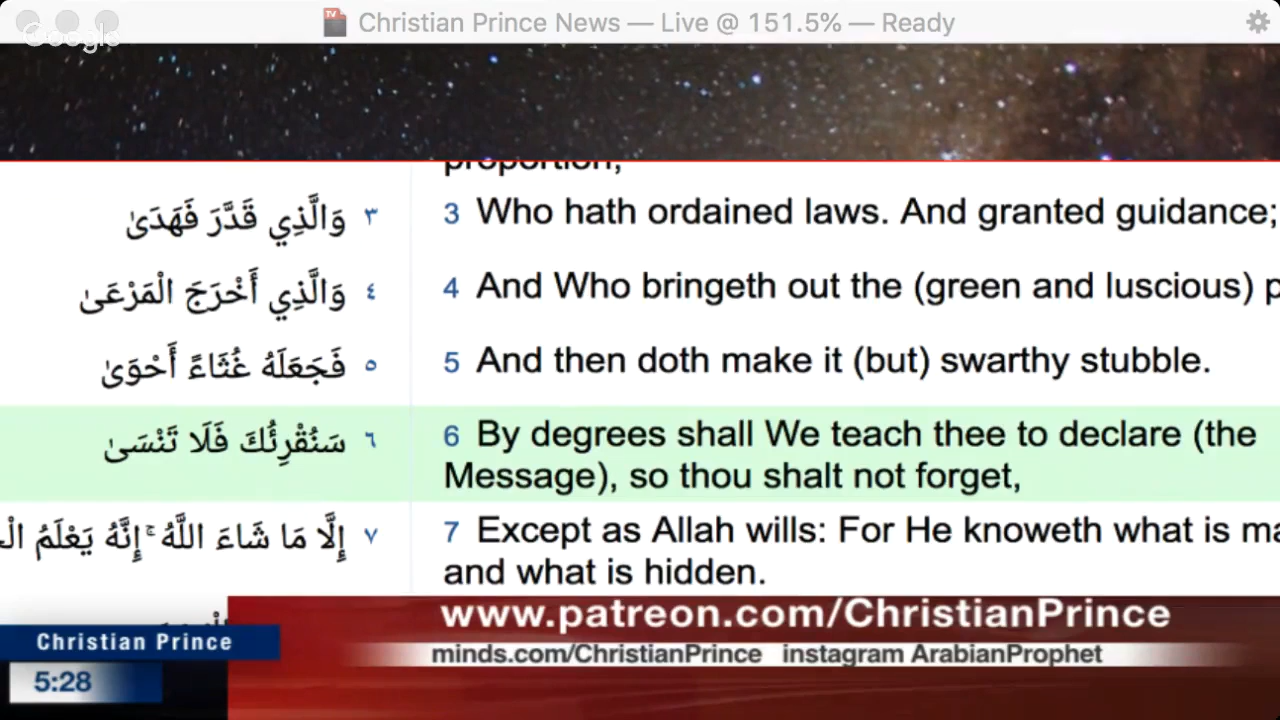 Christian Prince News — Live @ 151.5% — Ready
Google
proportion;
وَالَّذِي قَدَّرَ فَهَدَىٰ ٣
3 Who hath ordained laws. And granted guidance;
وَالَّذِي أَخْرَجَ الْمَرْعَىٰ ٤
4 And Who bringeth out the (green and luscious)
فَجَعَلَهُ غُثَاءً أَحْوَىٰ ٥
5 And then doth make it (but) swarthy stubble.
سَنُقْرِئُكَ فَلَا تَنْسَىٰ ٦
6 By degrees shall We teach thee to declare (the
Message), so thou shalt not forget,
إِلَّا مَا شَاءَ اللَّهُ ۚ إِنَّهُ يَعْلَمُ ٧
7 Except as Allah wills: For He knoweth what is
and what is hidden.
www.patreon.com/ChristianPrince
Christian Prince
minds.com/ChristianPrince instagram ArabianProphet
5:28